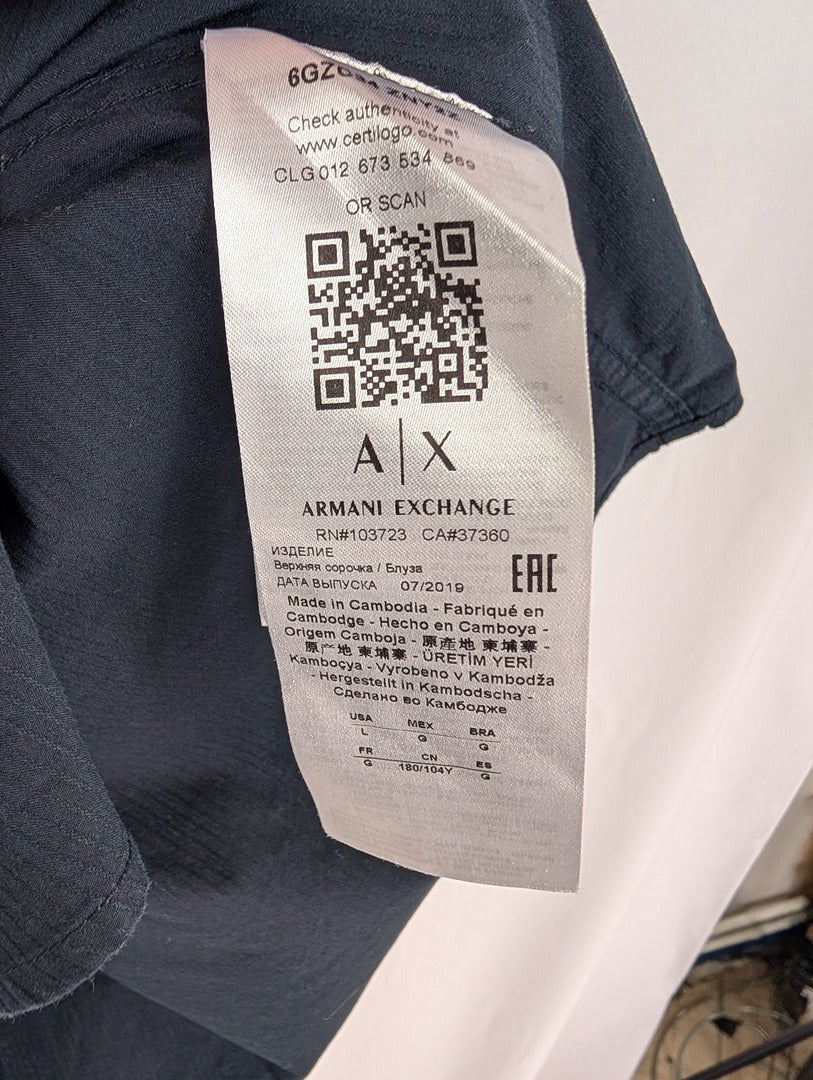 Check authenticity at
www.certilogo.com
CLG 012 673 534 869
OR SCAN
A|X
ARMANI EXCHANGE
RN#103723 CA#37360
ИЗДЕЛИЕ
Верхняя сорочка / Блуза
ДАТА ВЫПУСКА 07/2019
EAC
Made in Cambodia - Fabriqué en
Cambodge - Hecho en Camboya -
Origem Camboja - 原産地 柬埔寨 -
原产地 柬埔寨 - ÜRETİM YERİ
Kamboçya - Vyrobeno v Kambodža
- Hergestellt in Kambodscha -
Сделано во Камбодже
USA MEX BRA
L G G
FR CN ES
G 180/104Y G